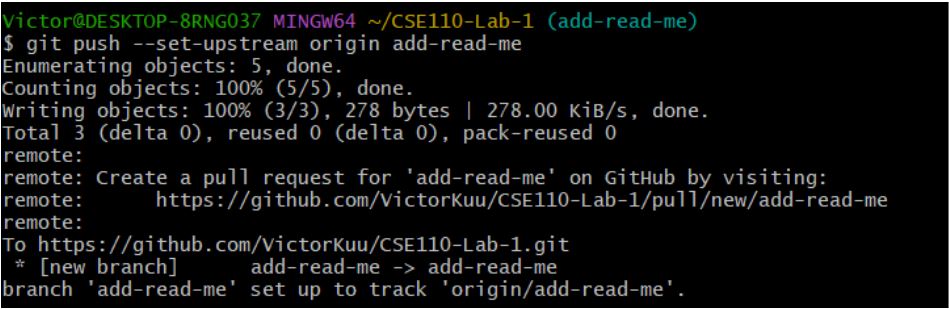 Victor@DESKTOP-8RNGO37 MINGW64 ~/CSE110-Lab-1 (add-read-me)
$ git push --set-upstream origin add-read-me
Enumerating objects: 5, done.
Counting objects: 100% (5/5), done.
Writing objects: 100% (3/3), 278 bytes | 278.00 KiB/s, done.
Total 3 (delta 0), reused 0 (delta 0), pack-reused 0
remote:
remote: Create a pull request for 'add-read-me' on GitHub by visiting:
remote:      https://github.com/VictorKuu/CSE110-Lab-1/pull/new/add-read-me
remote:
To https://github.com/VictorKuu/CSE110-Lab-1.git
 * [new branch]      add-read-me -> add-read-me
branch 'add-read-me' set up to track 'origin/add-read-me'.